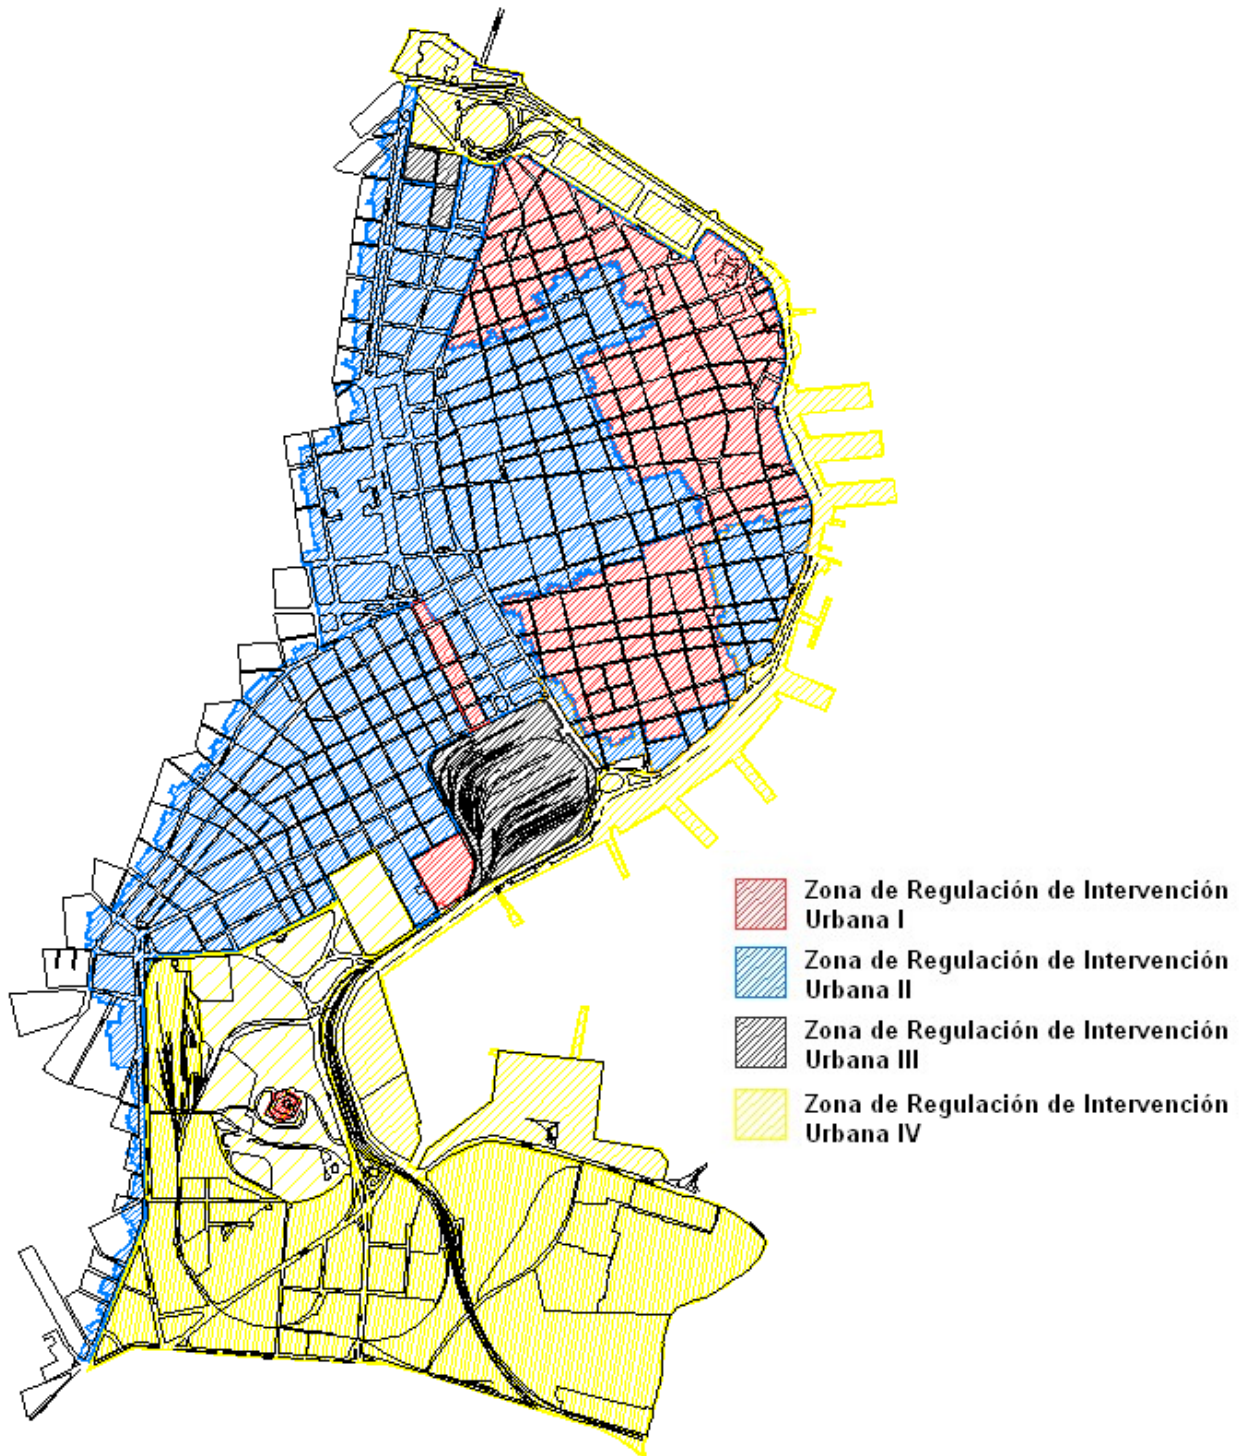 Zona de Regulación de Intervención
Urbana I
Zona de Regulación de Intervención
Urbana II
Zona de Regulación de Intervención
Urbana III
Zona de Regulación de Intervención
Urbana IV